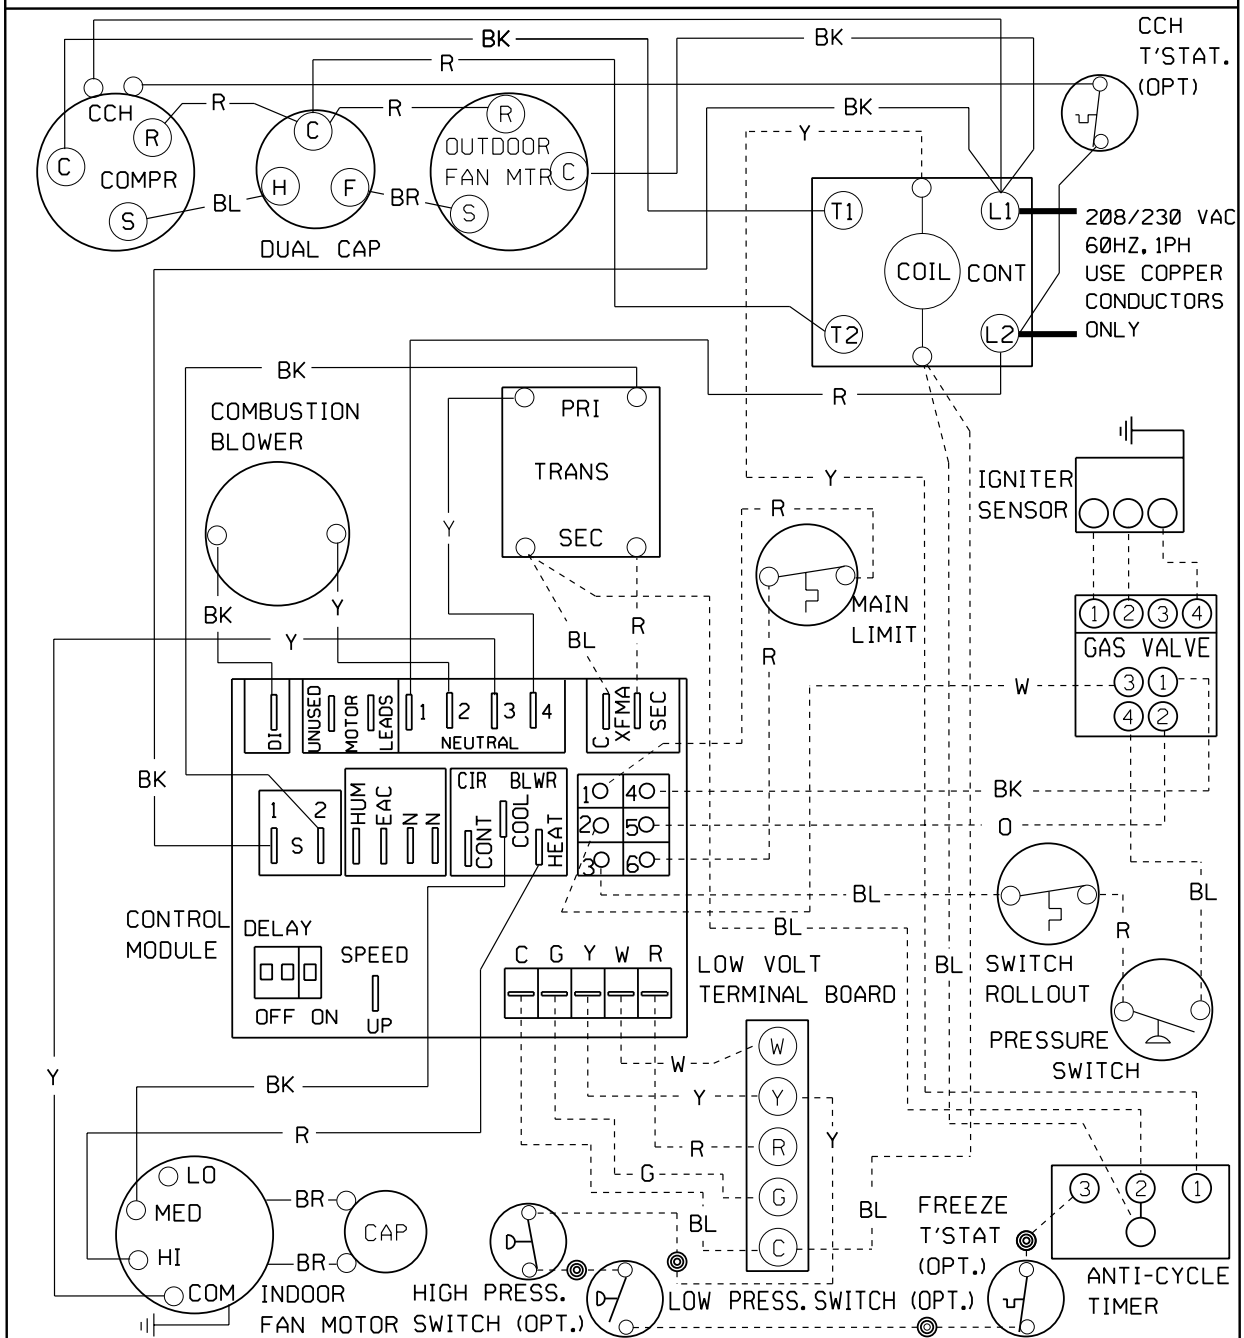 CCH
T'STAT.
(OPT)
BK
BK
R
CCH
R
R
R
BK
Y
C
R
COMPR
C
R
OUTDOOR
FAN MTR
C
S
BL
H
F
BR
S
DUAL CAP
T1
L1
COIL
CONT
T2
L2
208/230 VAC
60HZ, 1PH
USE COPPER
CONDUCTORS
ONLY
BK
R
COMBUSTION
BLOWER
PRI
TRANS
SEC
Y
R
IGNITER
SENSOR
Y
BK
Y
BL
R
MAIN
LIMIT
R
1 2 3 4
GAS VALVE
3 1
4 2
Y
W
DI
UNUSED
MOTOR
LEADS
1 2 3 4
NEUTRAL
C
XFMA
SEC
BK
1 2
S
HUM
EAC
N
N
CIR BLWR
CONT
COOL
HEAT
1 4
2 5
3 6
BK
O
BL
BL
R
BL
CONTROL
MODULE
DELAY
OFF ON
SPEED
UP
C G Y W R
LOW VOLT
TERMINAL BOARD
BL
SWITCH
ROLLOUT
PRESSURE
SWITCH
W
Y
R
G
BL
W
Y
R
G
C
Y
BL
Y
BK
R
LO
MED
HI
COM
BR
BR
CAP
INDOOR
FAN MOTOR
HIGH PRESS.
SWITCH (OPT.)
LOW PRESS. SWITCH (OPT.)
FREEZE
T'STAT
(OPT.)
3 2 1
ANTI-CYCLE
TIMER